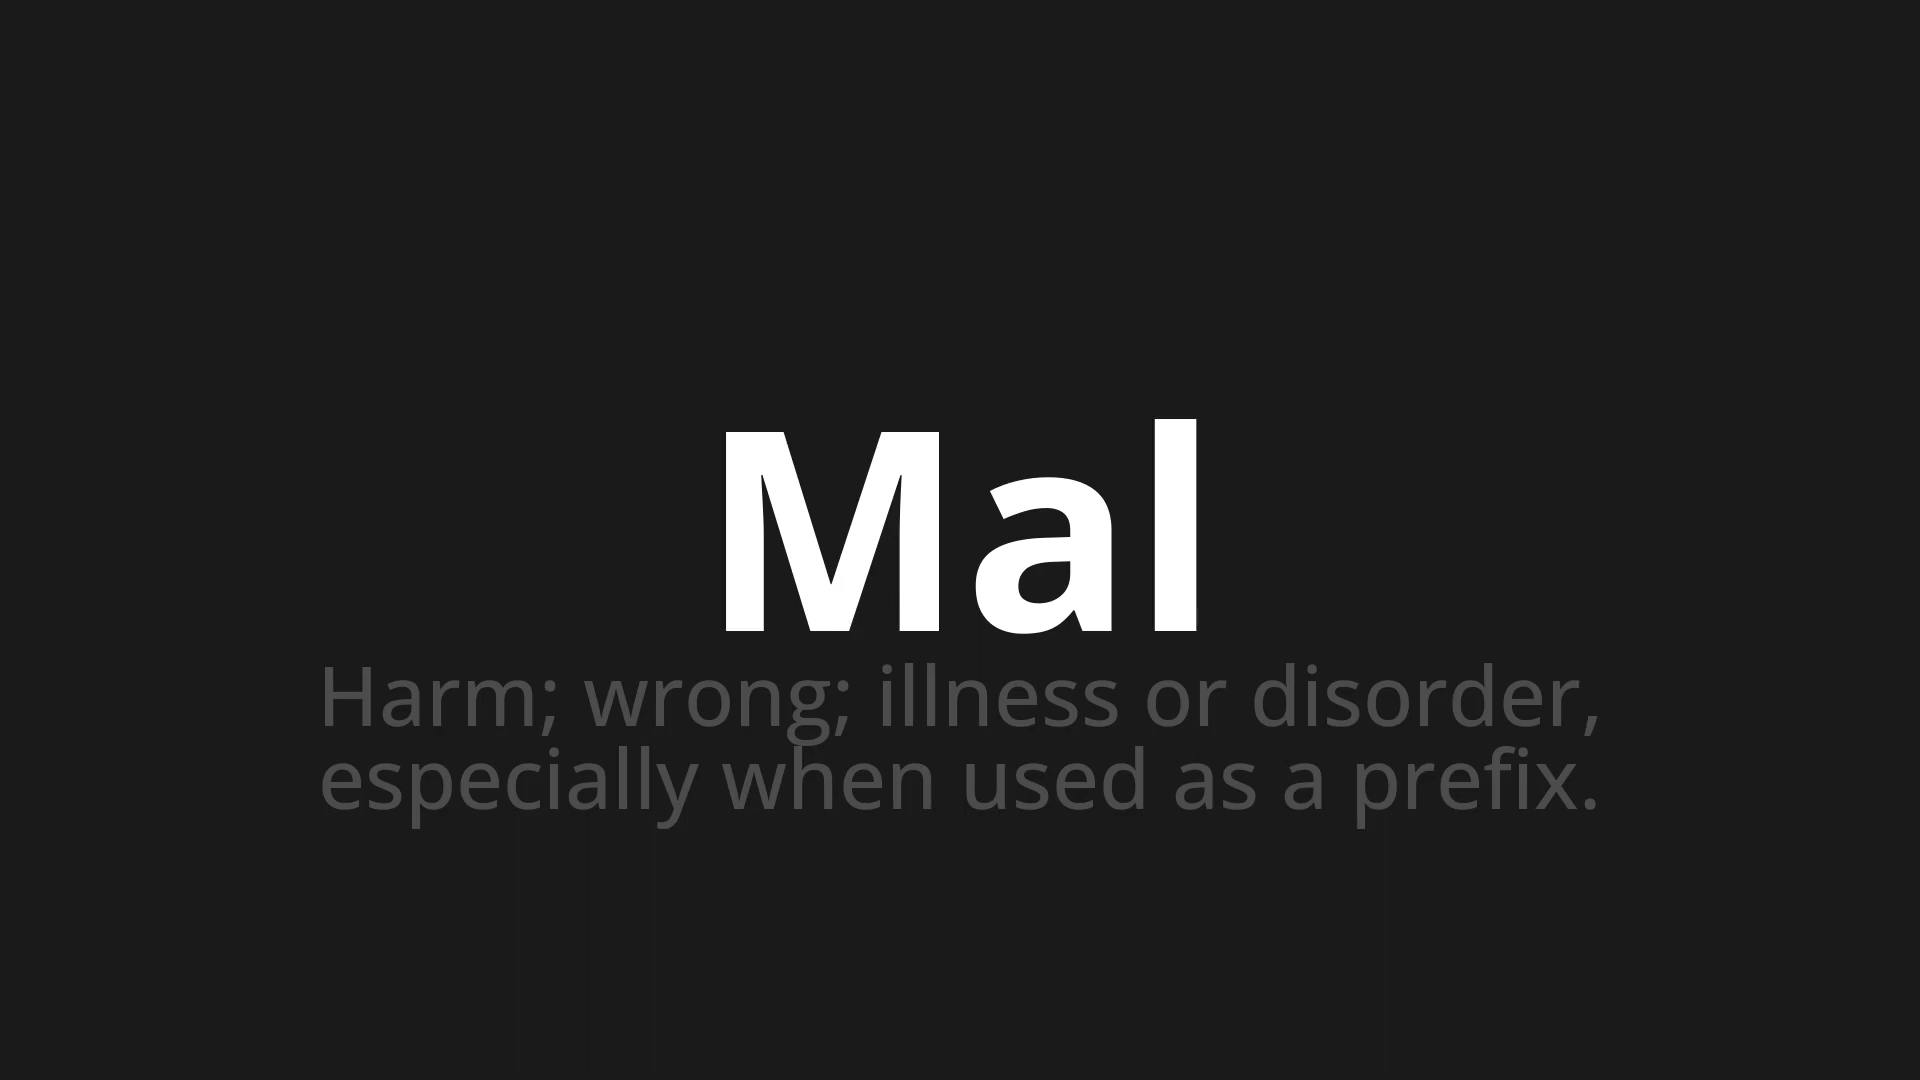 Mal
Harm; wrong; illness or disorder,
especially when used as a prefix.